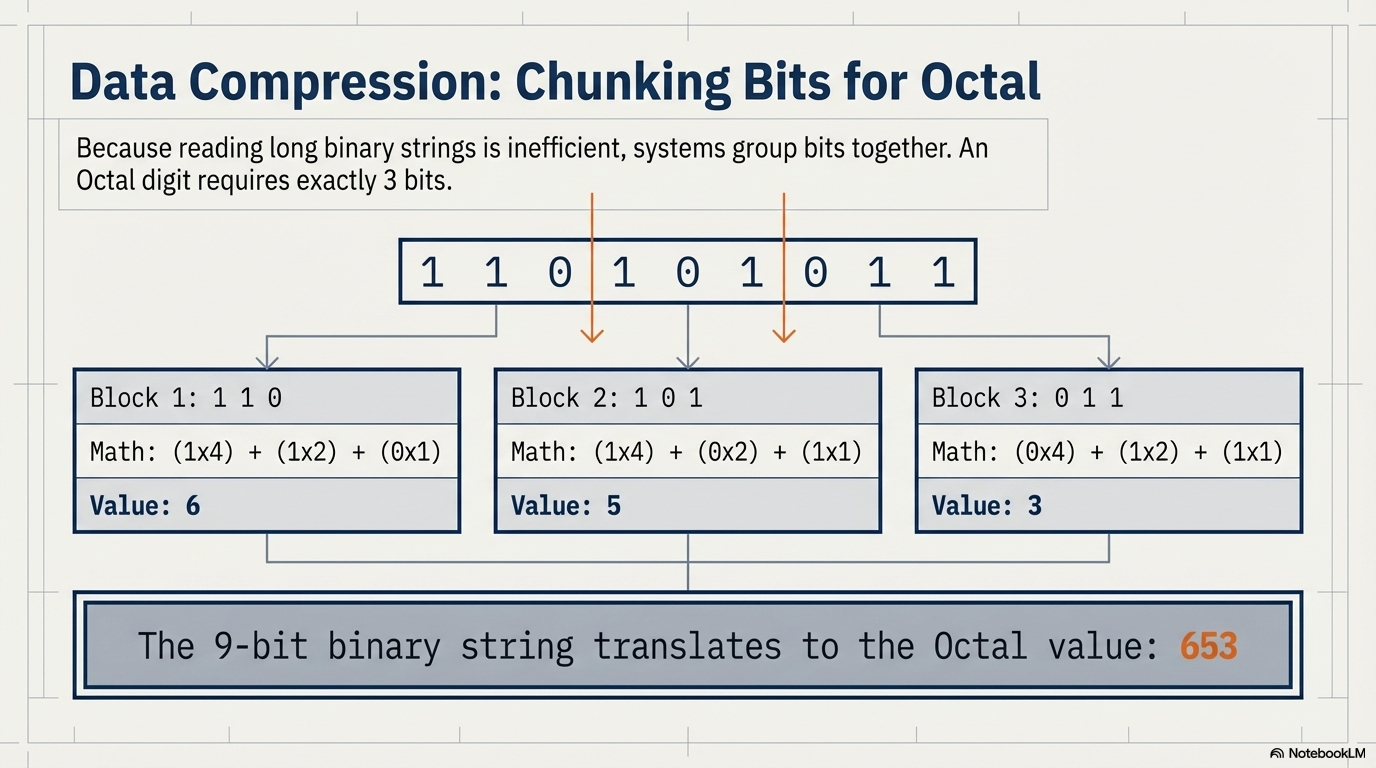 Data Compression: Chunking Bits for Octal
Because reading long binary strings is inefficient, systems group bits together. An
Octal digit requires exactly 3 bits.
1 1 0 1 0 1 0 1 1
Block 1: 1 1 0
Math: (1x4) + (1x2) + (0x1)
Value: 6
Block 2: 1 0 1
Math: (1x4) + (0x2) + (1x1)
Value: 5
Block 3: 0 1 1
Math: (0x4) + (1x2) + (1x1)
Value: 3
The 9-bit binary string translates to the Octal value: 653
NotebookLM